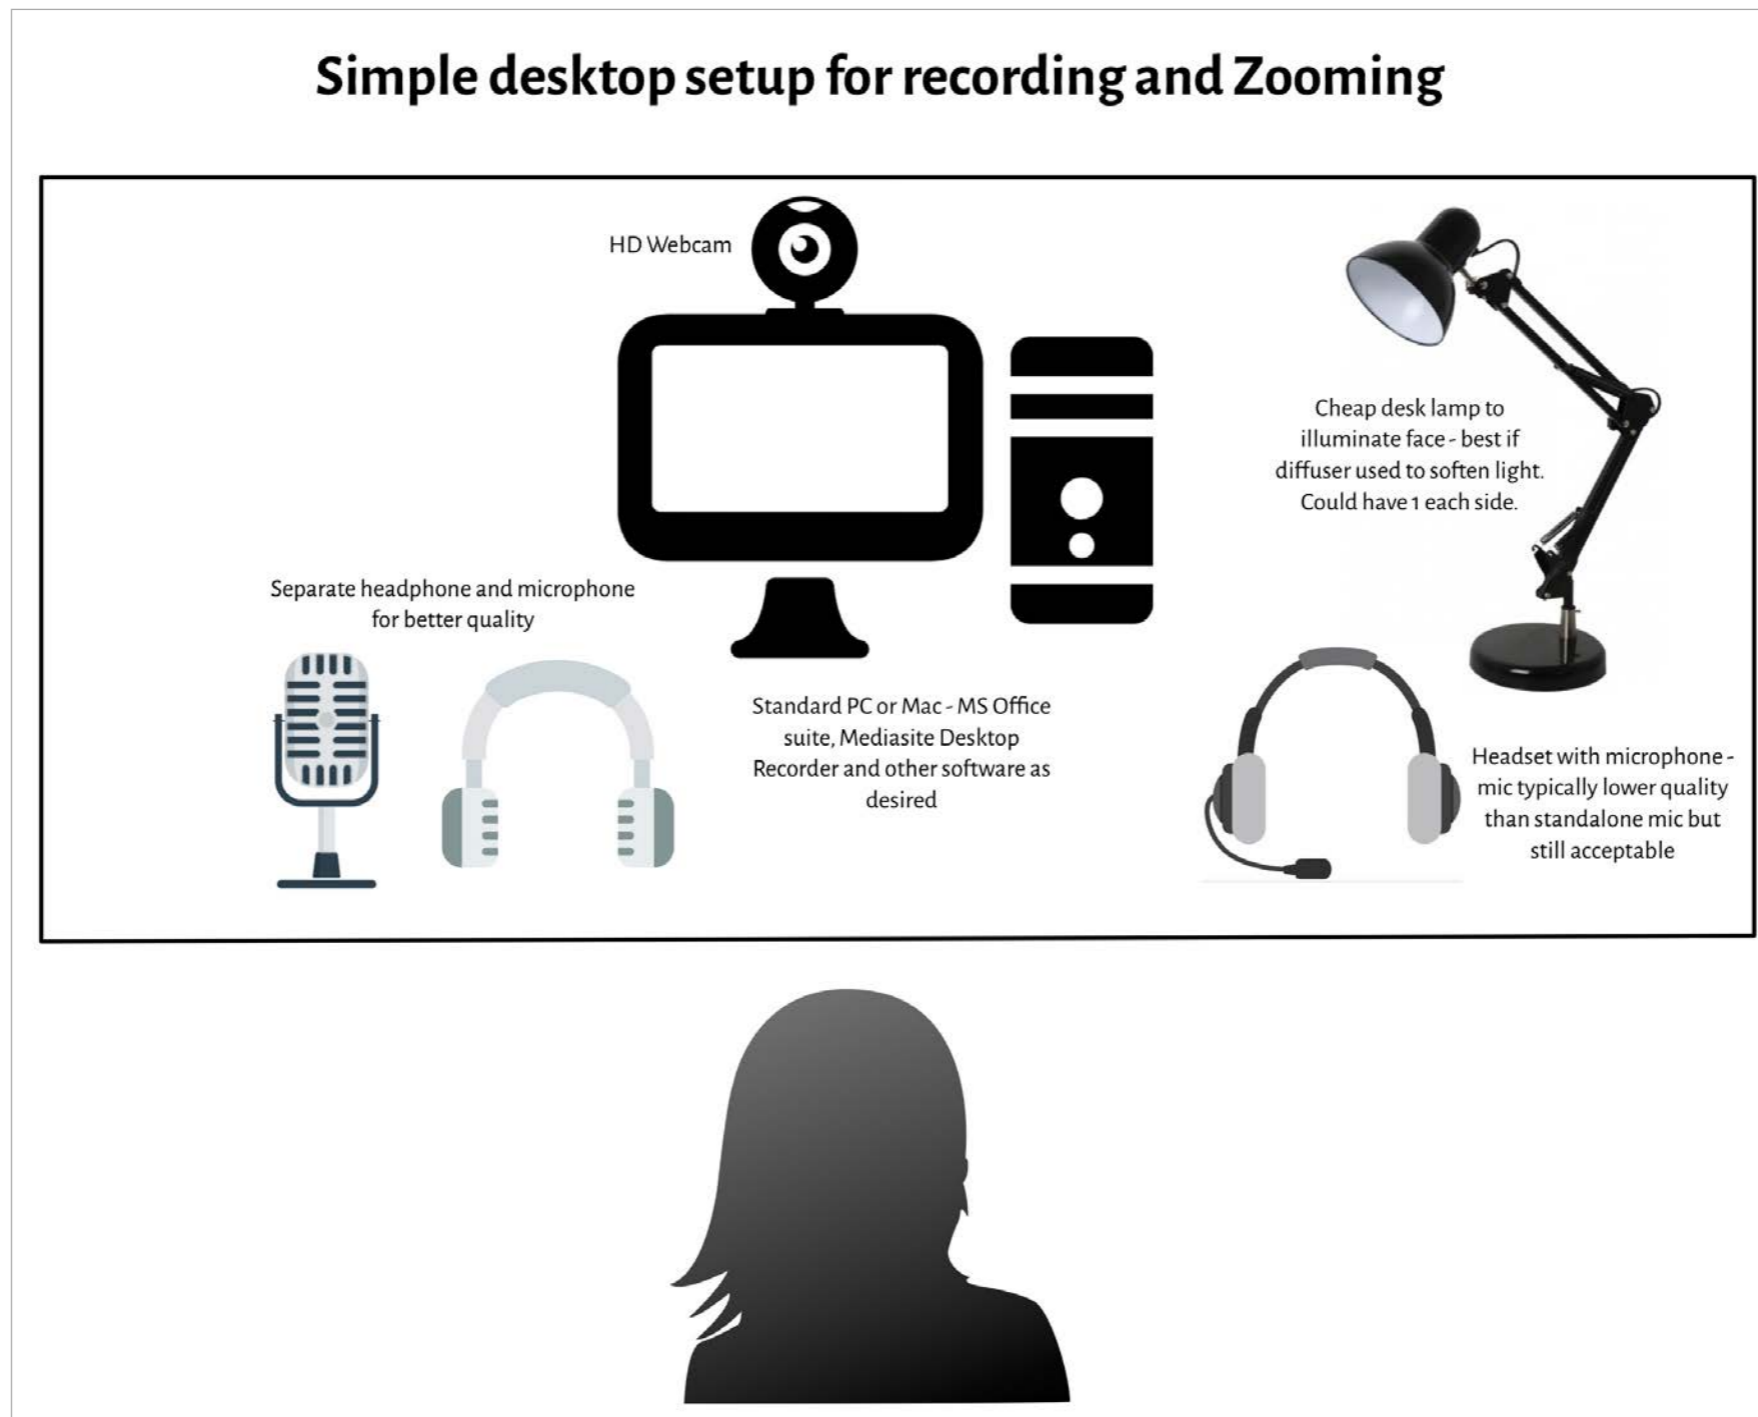 Simple desktop setup for recording and Zooming
HD Webcam
Cheap desk lamp to
illuminate face - best if
diffuser used to soften light.
Could have 1 each side.
Separate headphone and microphone
for better quality
Standard PC or Mac - MS Office
suite, Mediasite Desktop
Recorder and other software as
desired
Headset with microphone -
mic typically lower quality
than standalone mic but
still acceptable